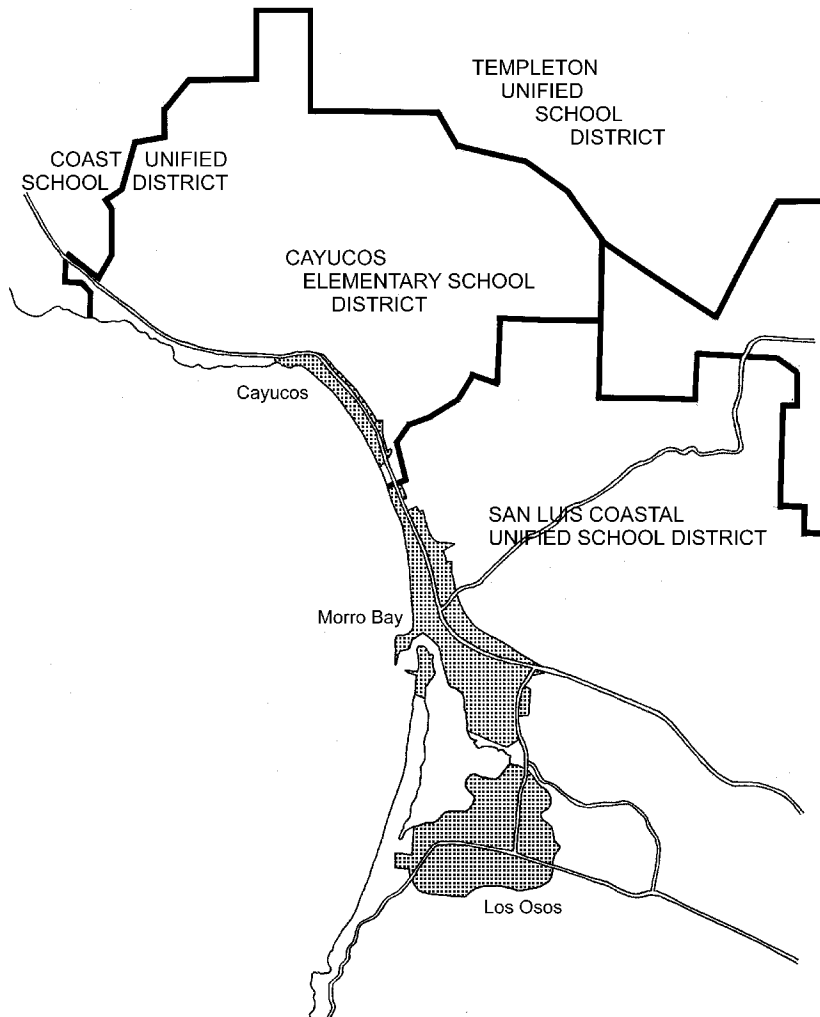 TEMPLETON
UNIFIED
SCHOOL
DISTRICT
COAST UNIFIED
SCHOOL DISTRICT
CAYUCOS
ELEMENTARY SCHOOL
DISTRICT
Cayucos
SAN LUIS COASTAL
UNIFIED SCHOOL DISTRICT
Morro Bay
Los Osos